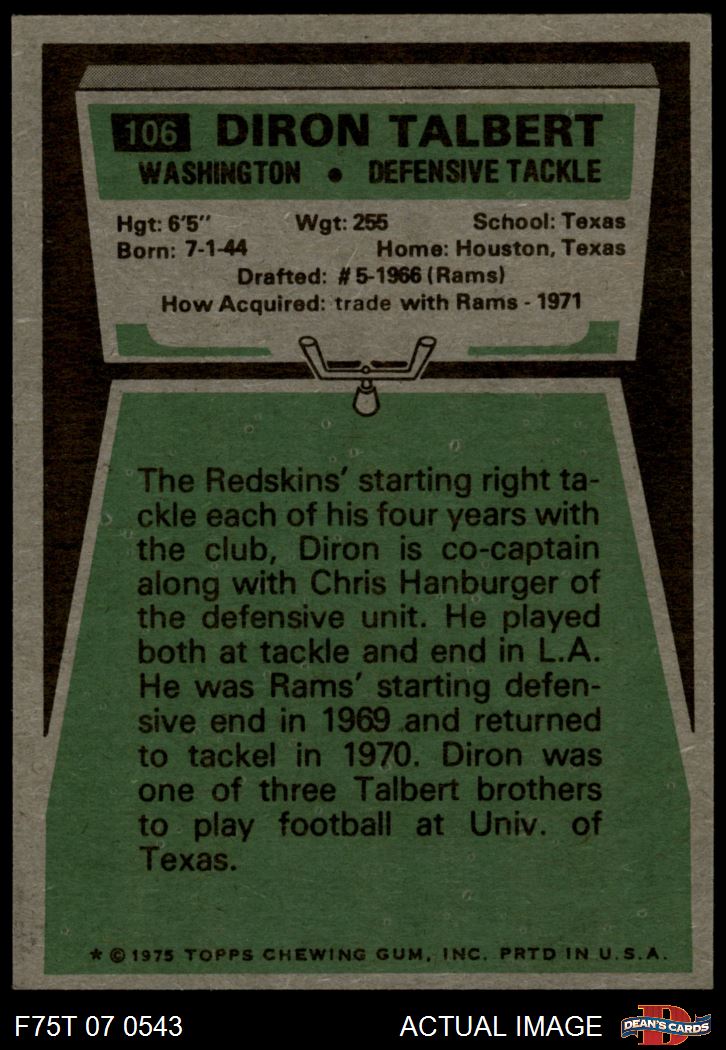 106 DIRON TALBERT
WASHINGTON • DEFENSIVE TACKLE
Hgt: 6'5" Wgt: 255 School: Texas
Born: 7-1-44 Home: Houston, Texas
Drafted: #5-1966 (Rams)
How Acquired: trade with Rams - 1971
The Redskins' starting right ta-
ckle each of his four years with
the club, Diron is co-captain
along with Chris Hanburger of
the defensive unit. He played
both at tackle and end in L.A.
He was Rams' starting defen-
sive end in 1969 and returned
to tackel in 1970. Diron was
one of three Talbert brothers
to play football at Univ. of
Texas.
* © 1975 TOPPS CHEWING GUM, INC. PRTD IN U.S.A.
F75T 07 0543 ACTUAL IMAGE D DEAN'S CARDS